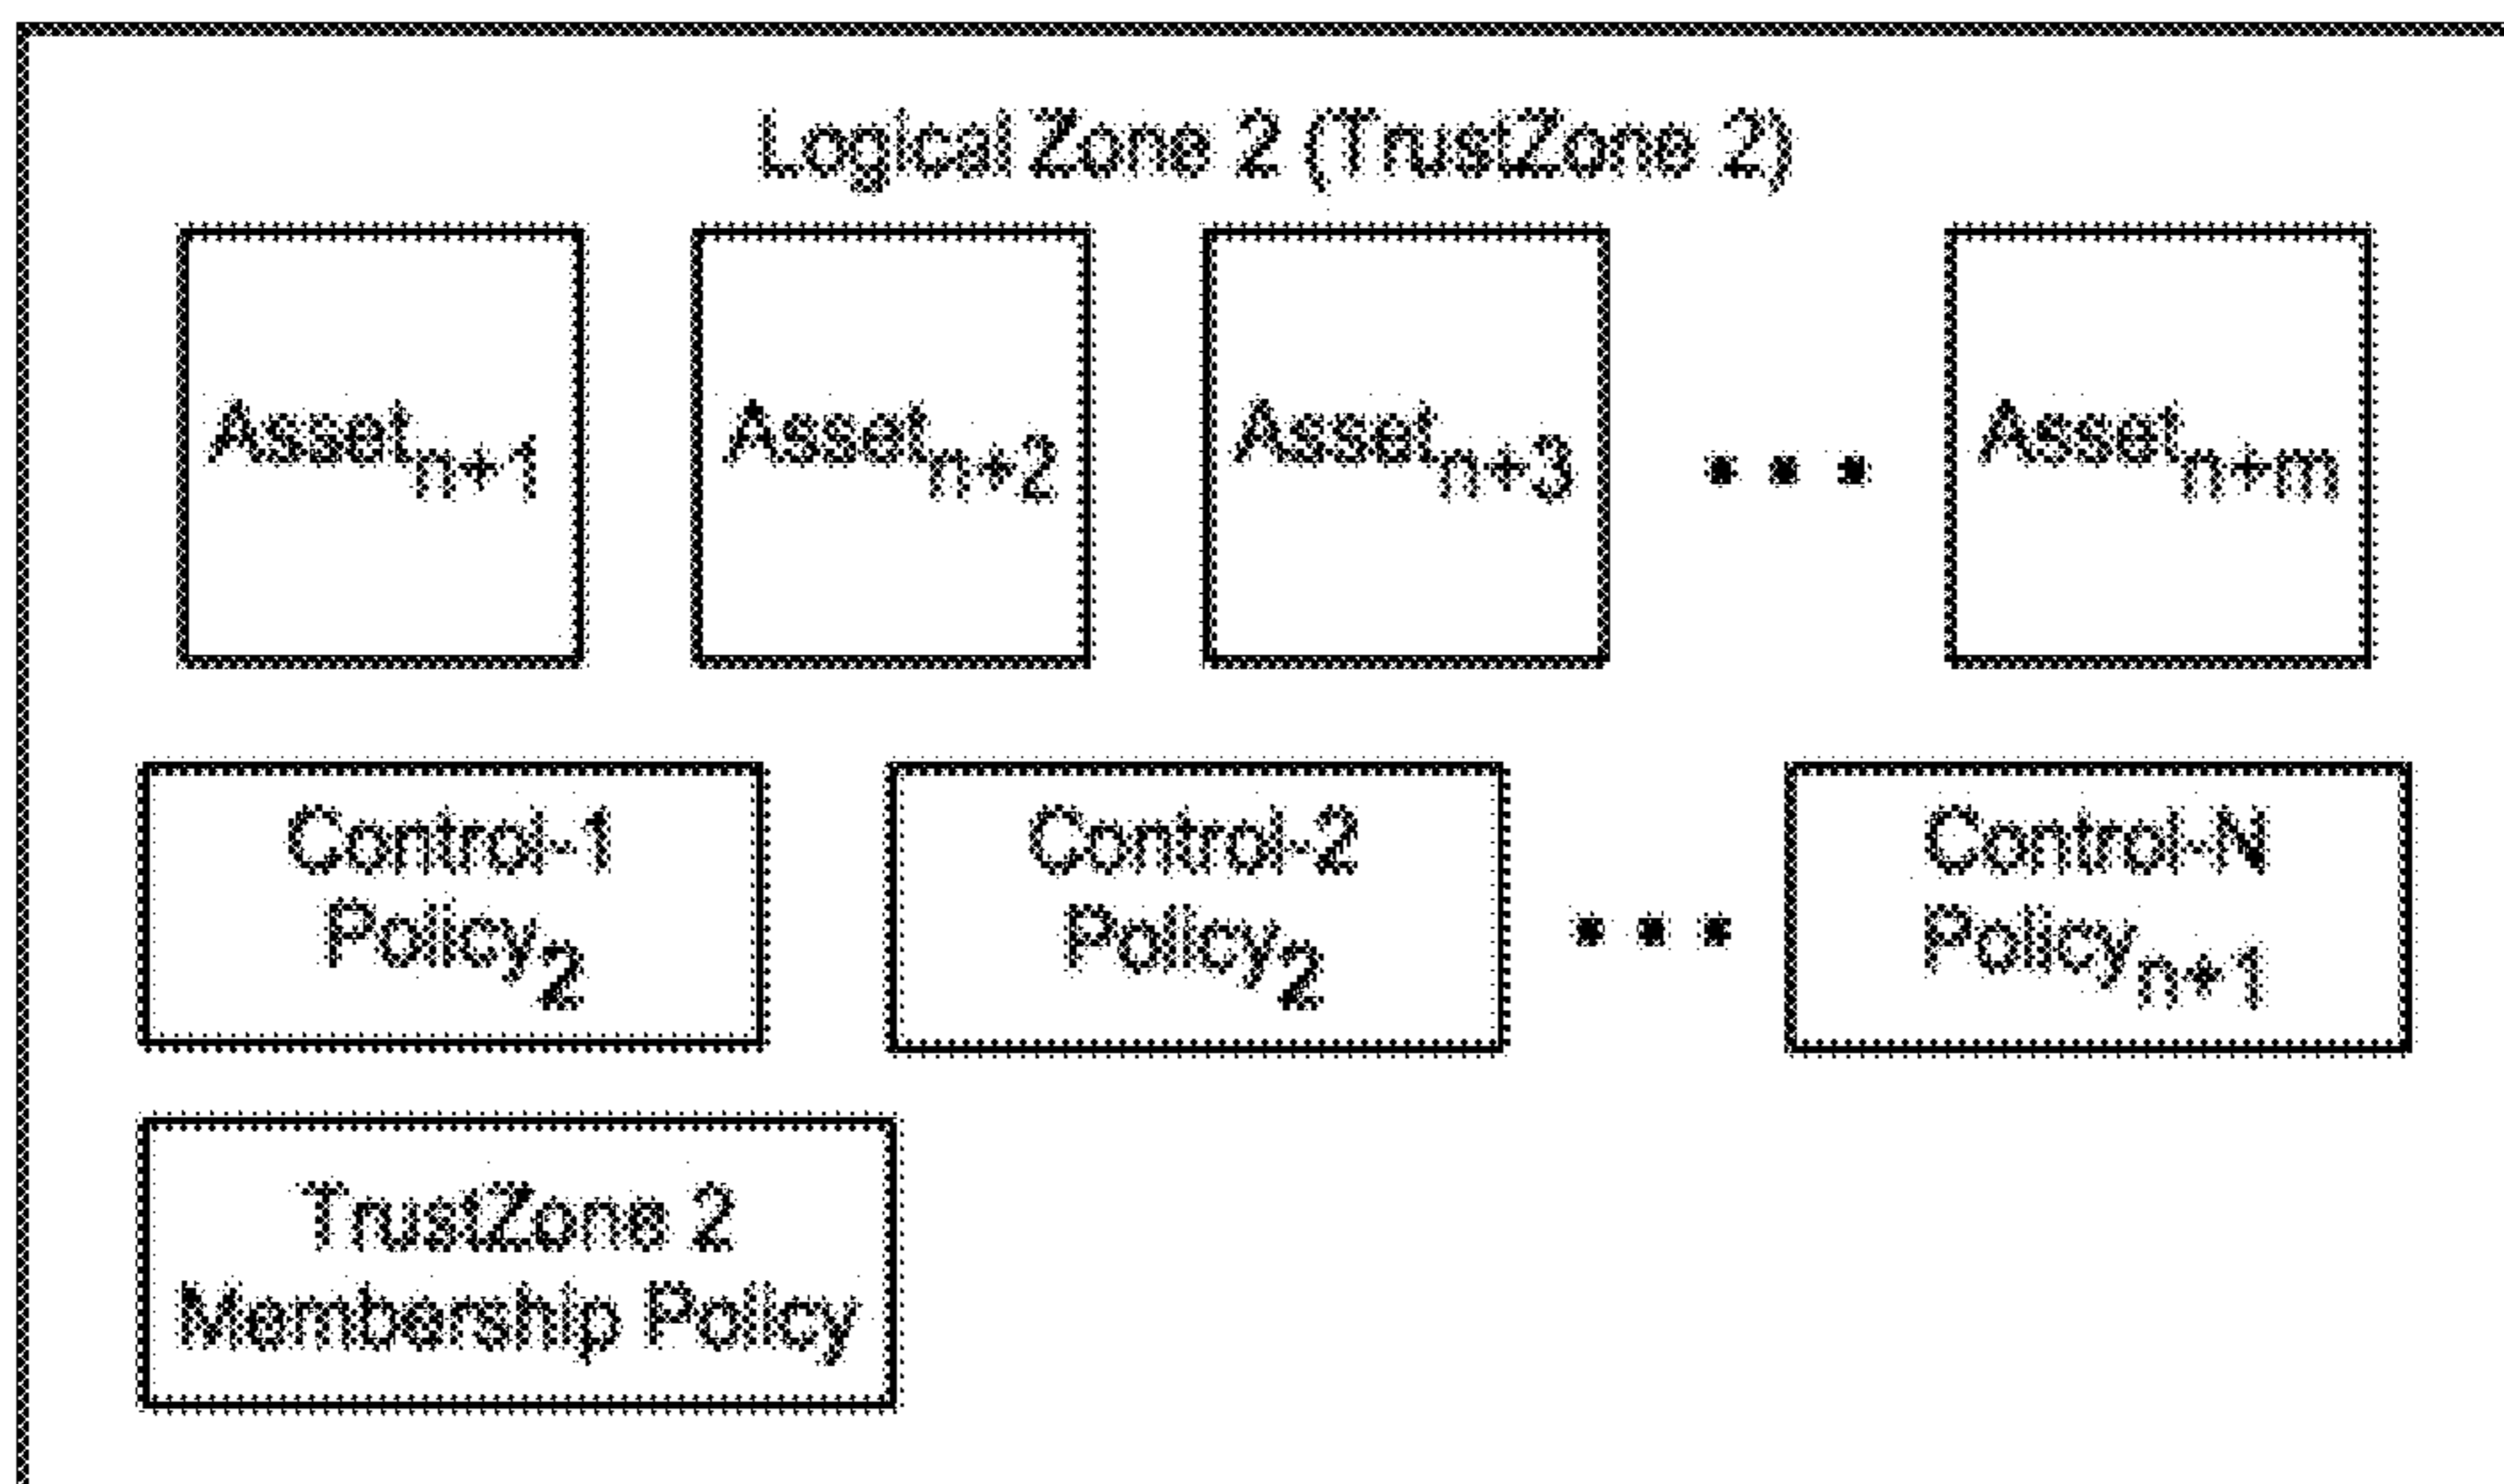 Logical Zone 2 (TrustZone 2)
Asset n+1 Asset n+2 Asset n+3 • • • Asset n+m
Control-1 Control-2 Control-N
Policy 2 Policy 2 • • • Policy n+1
TrustZone 2
Membership Policy